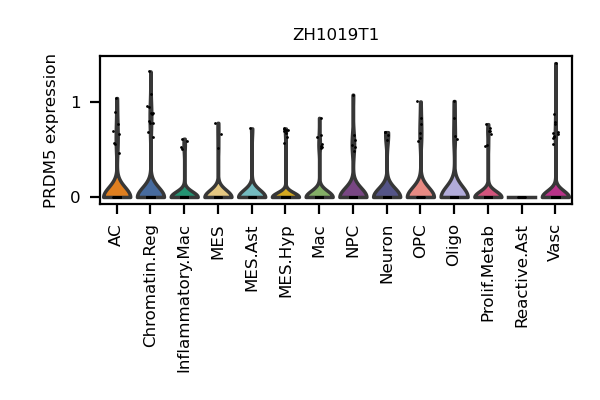 ZH1019T1
PRDM5 expression
1
0
AC
Chromatin.Reg
Inflammatory.Mac
MES
MES.Ast
MES.Hyp
Mac
NPC
Neuron
OPC
Oligo
Prolif.Metab
Reactive.Ast
Vasc